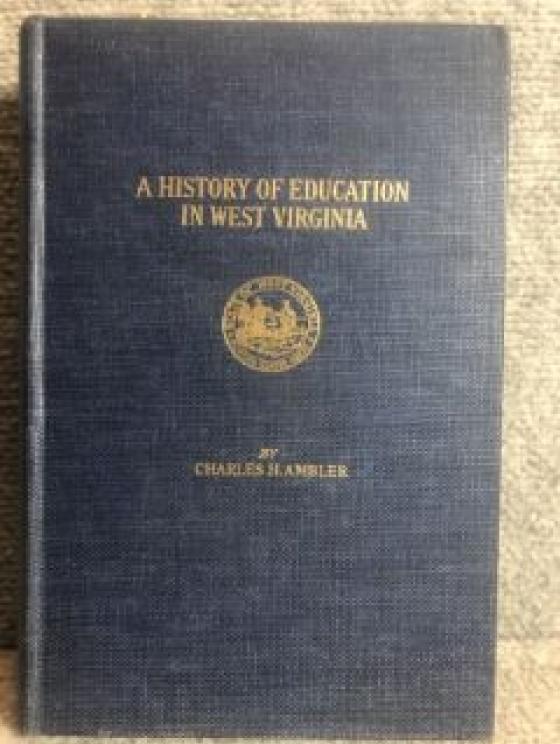 A HISTORY OF EDUCATION
IN WEST VIRGINIA
BY
CHARLES H. AMBLER